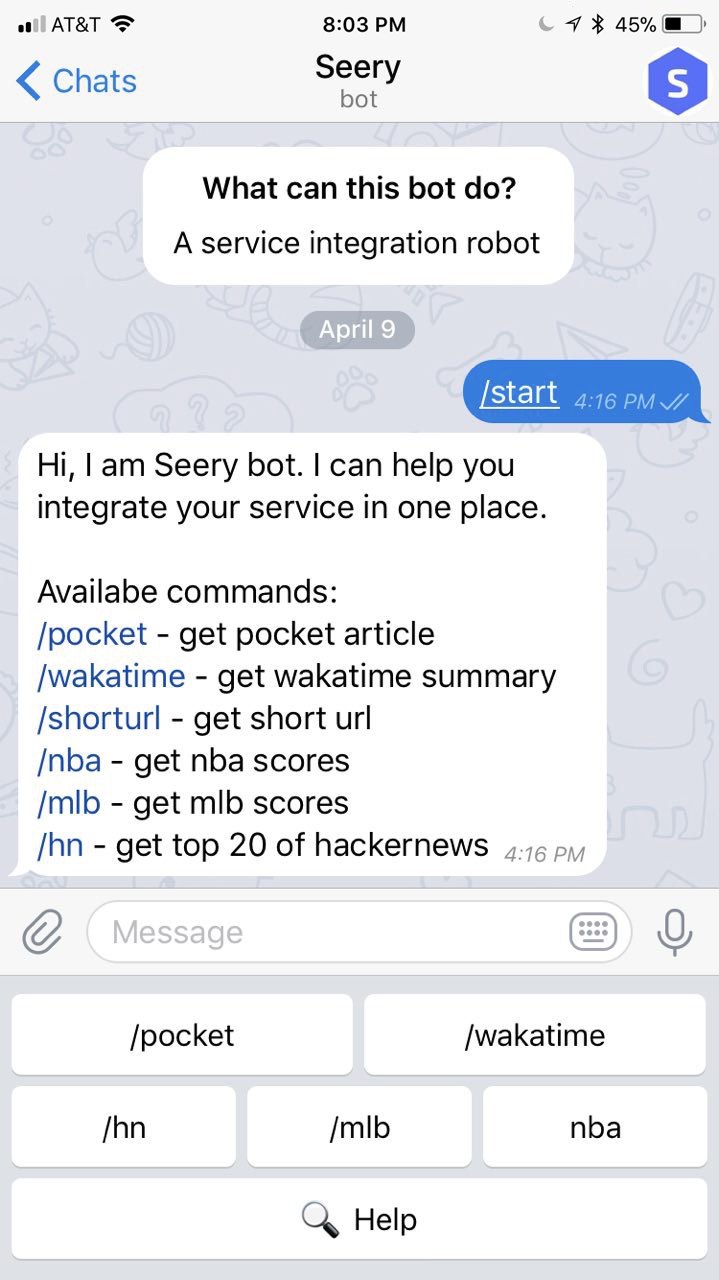 AT&T 8:03 PM 45%
Chats Seery
bot
S
What can this bot do?
A service integration robot
April 9
/start 4:16 PM
Hi, I am Seery bot. I can help you
integrate your service in one place.
Availabe commands:
/pocket - get pocket article
/wakatime - get wakatime summary
/shorturl - get short url
/nba - get nba scores
/mlb - get mlb scores
/hn - get top 20 of hackernews 4:16 PM
Message
/pocket /wakatime
/hn /mlb nba
Help